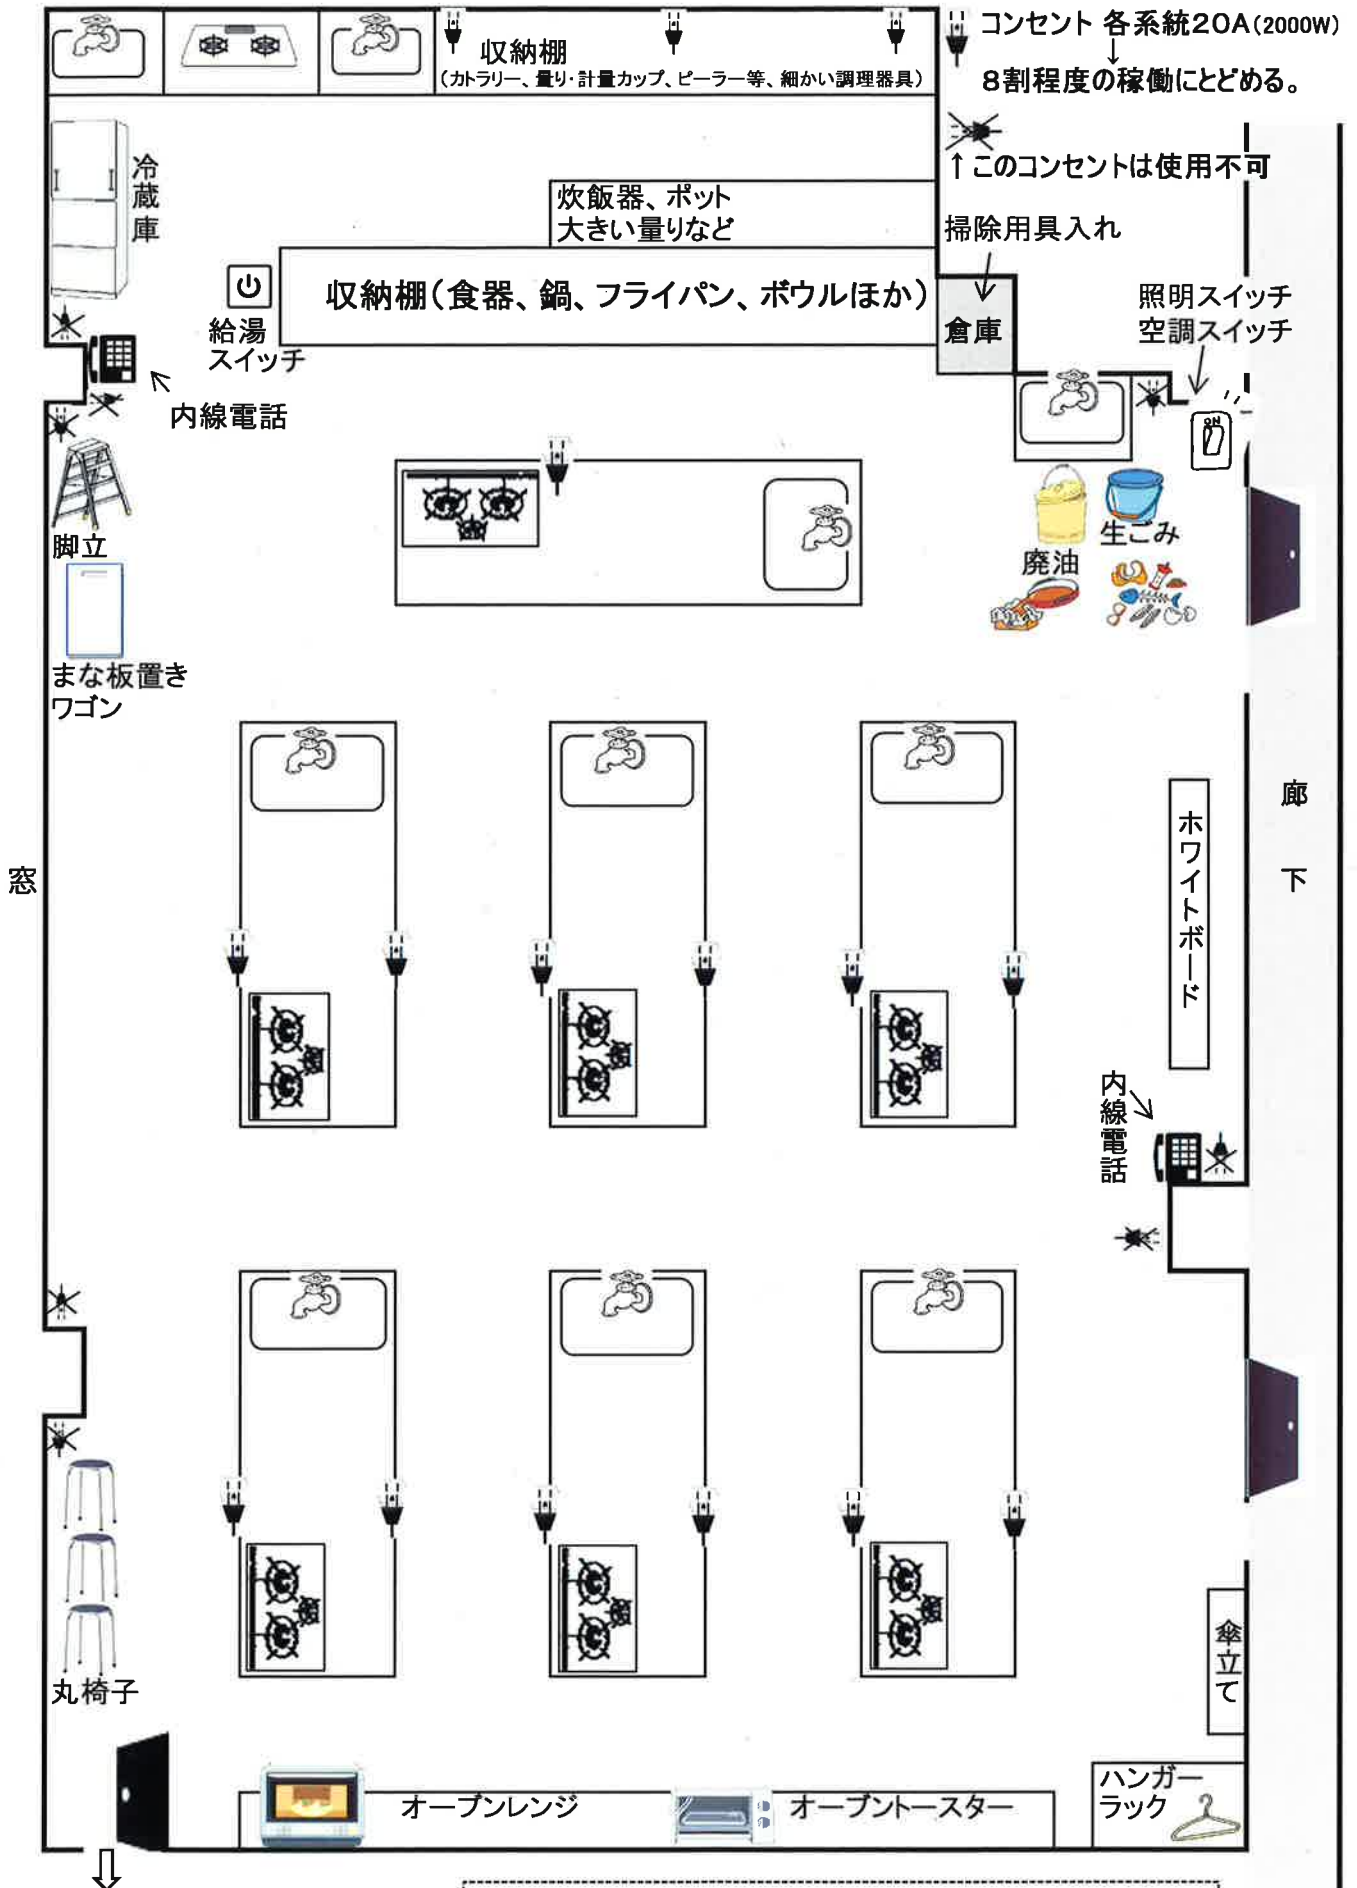 コンセント 各系統20A(2000W)
↓
8割程度の稼働にとどめる。
収納棚
(カトラリー、量り・計量カップ、ピーラー等、細かい調理器具)
↑このコンセントは使用不可
冷蔵庫
炊飯器、ポット
大きい量りなど
掃除用具入れ
収納棚(食器、鍋、フライパン、ボウルほか)
倉庫
照明スイッチ
空調スイッチ
給湯
スイッチ
内線電話
ON
脚立
生ごみ
廃油
まな板置き
ワゴン
窓
ホワイトボード
廊下
内線電話
丸椅子
傘立て
オーブンレンジ
オーブントースター
ハンガー
ラック